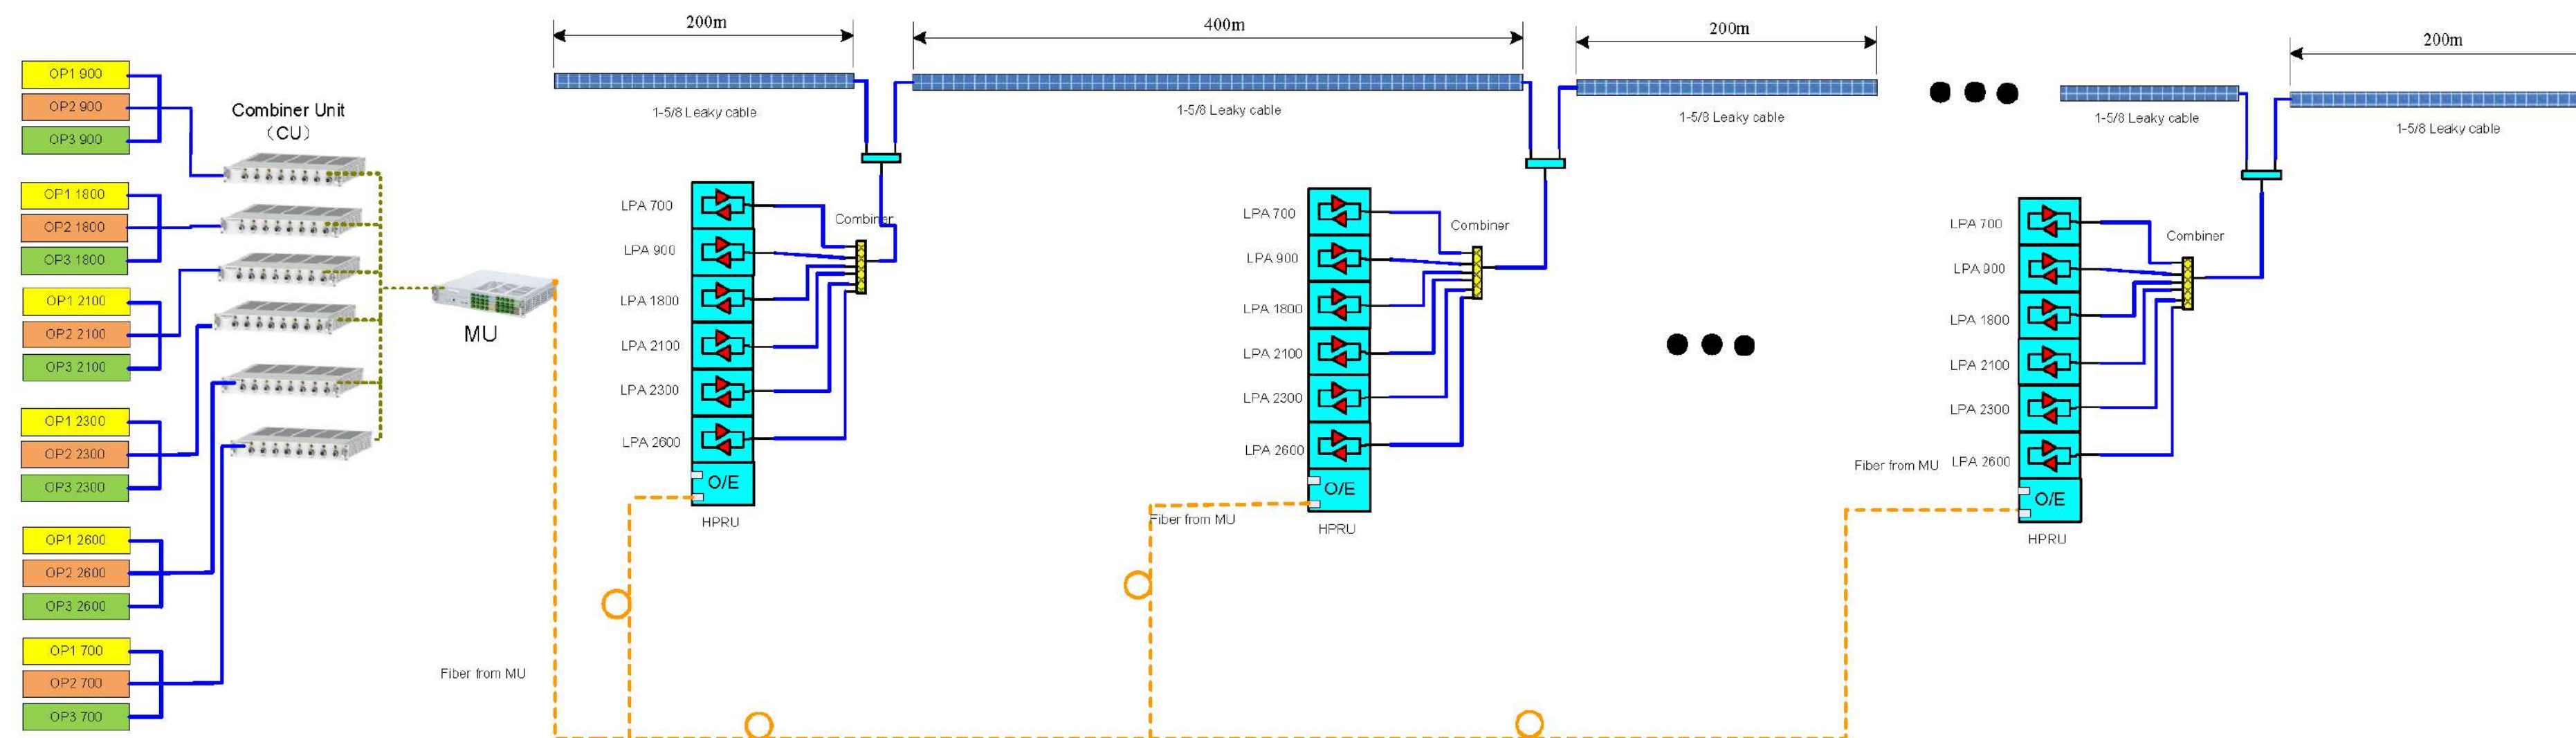 200m
400m
200m
200m
1-5/8 Leaky cable
1-5/8 Leaky cable
1-5/8 Leaky cable
1-5/8 Leaky cable
1-5/8 Leaky cable
OP1 900
OP2 900
OP3 900
OP1 1800
OP2 1800
OP3 1800
OP1 2100
OP2 2100
OP3 2100
OP1 2300
OP2 2300
OP3 2300
OP1 2600
OP2 2600
OP3 2600
OP1 700
OP2 700
OP3 700
Combiner Unit
（CU）
MU
Fiber from MU
LPA 700
LPA 900
LPA 1800
LPA 2100
LPA 2300
LPA 2600
O/E
HPRU
Combiner
LPA 700
LPA 900
LPA 1800
LPA 2100
LPA 2300
LPA 2600
O/E
HPRU
Combiner
Fiber from MU
LPA 700
LPA 900
LPA 1800
LPA 2100
LPA 2300
LPA 2600
O/E
HPRU
Combiner
Fiber from MU